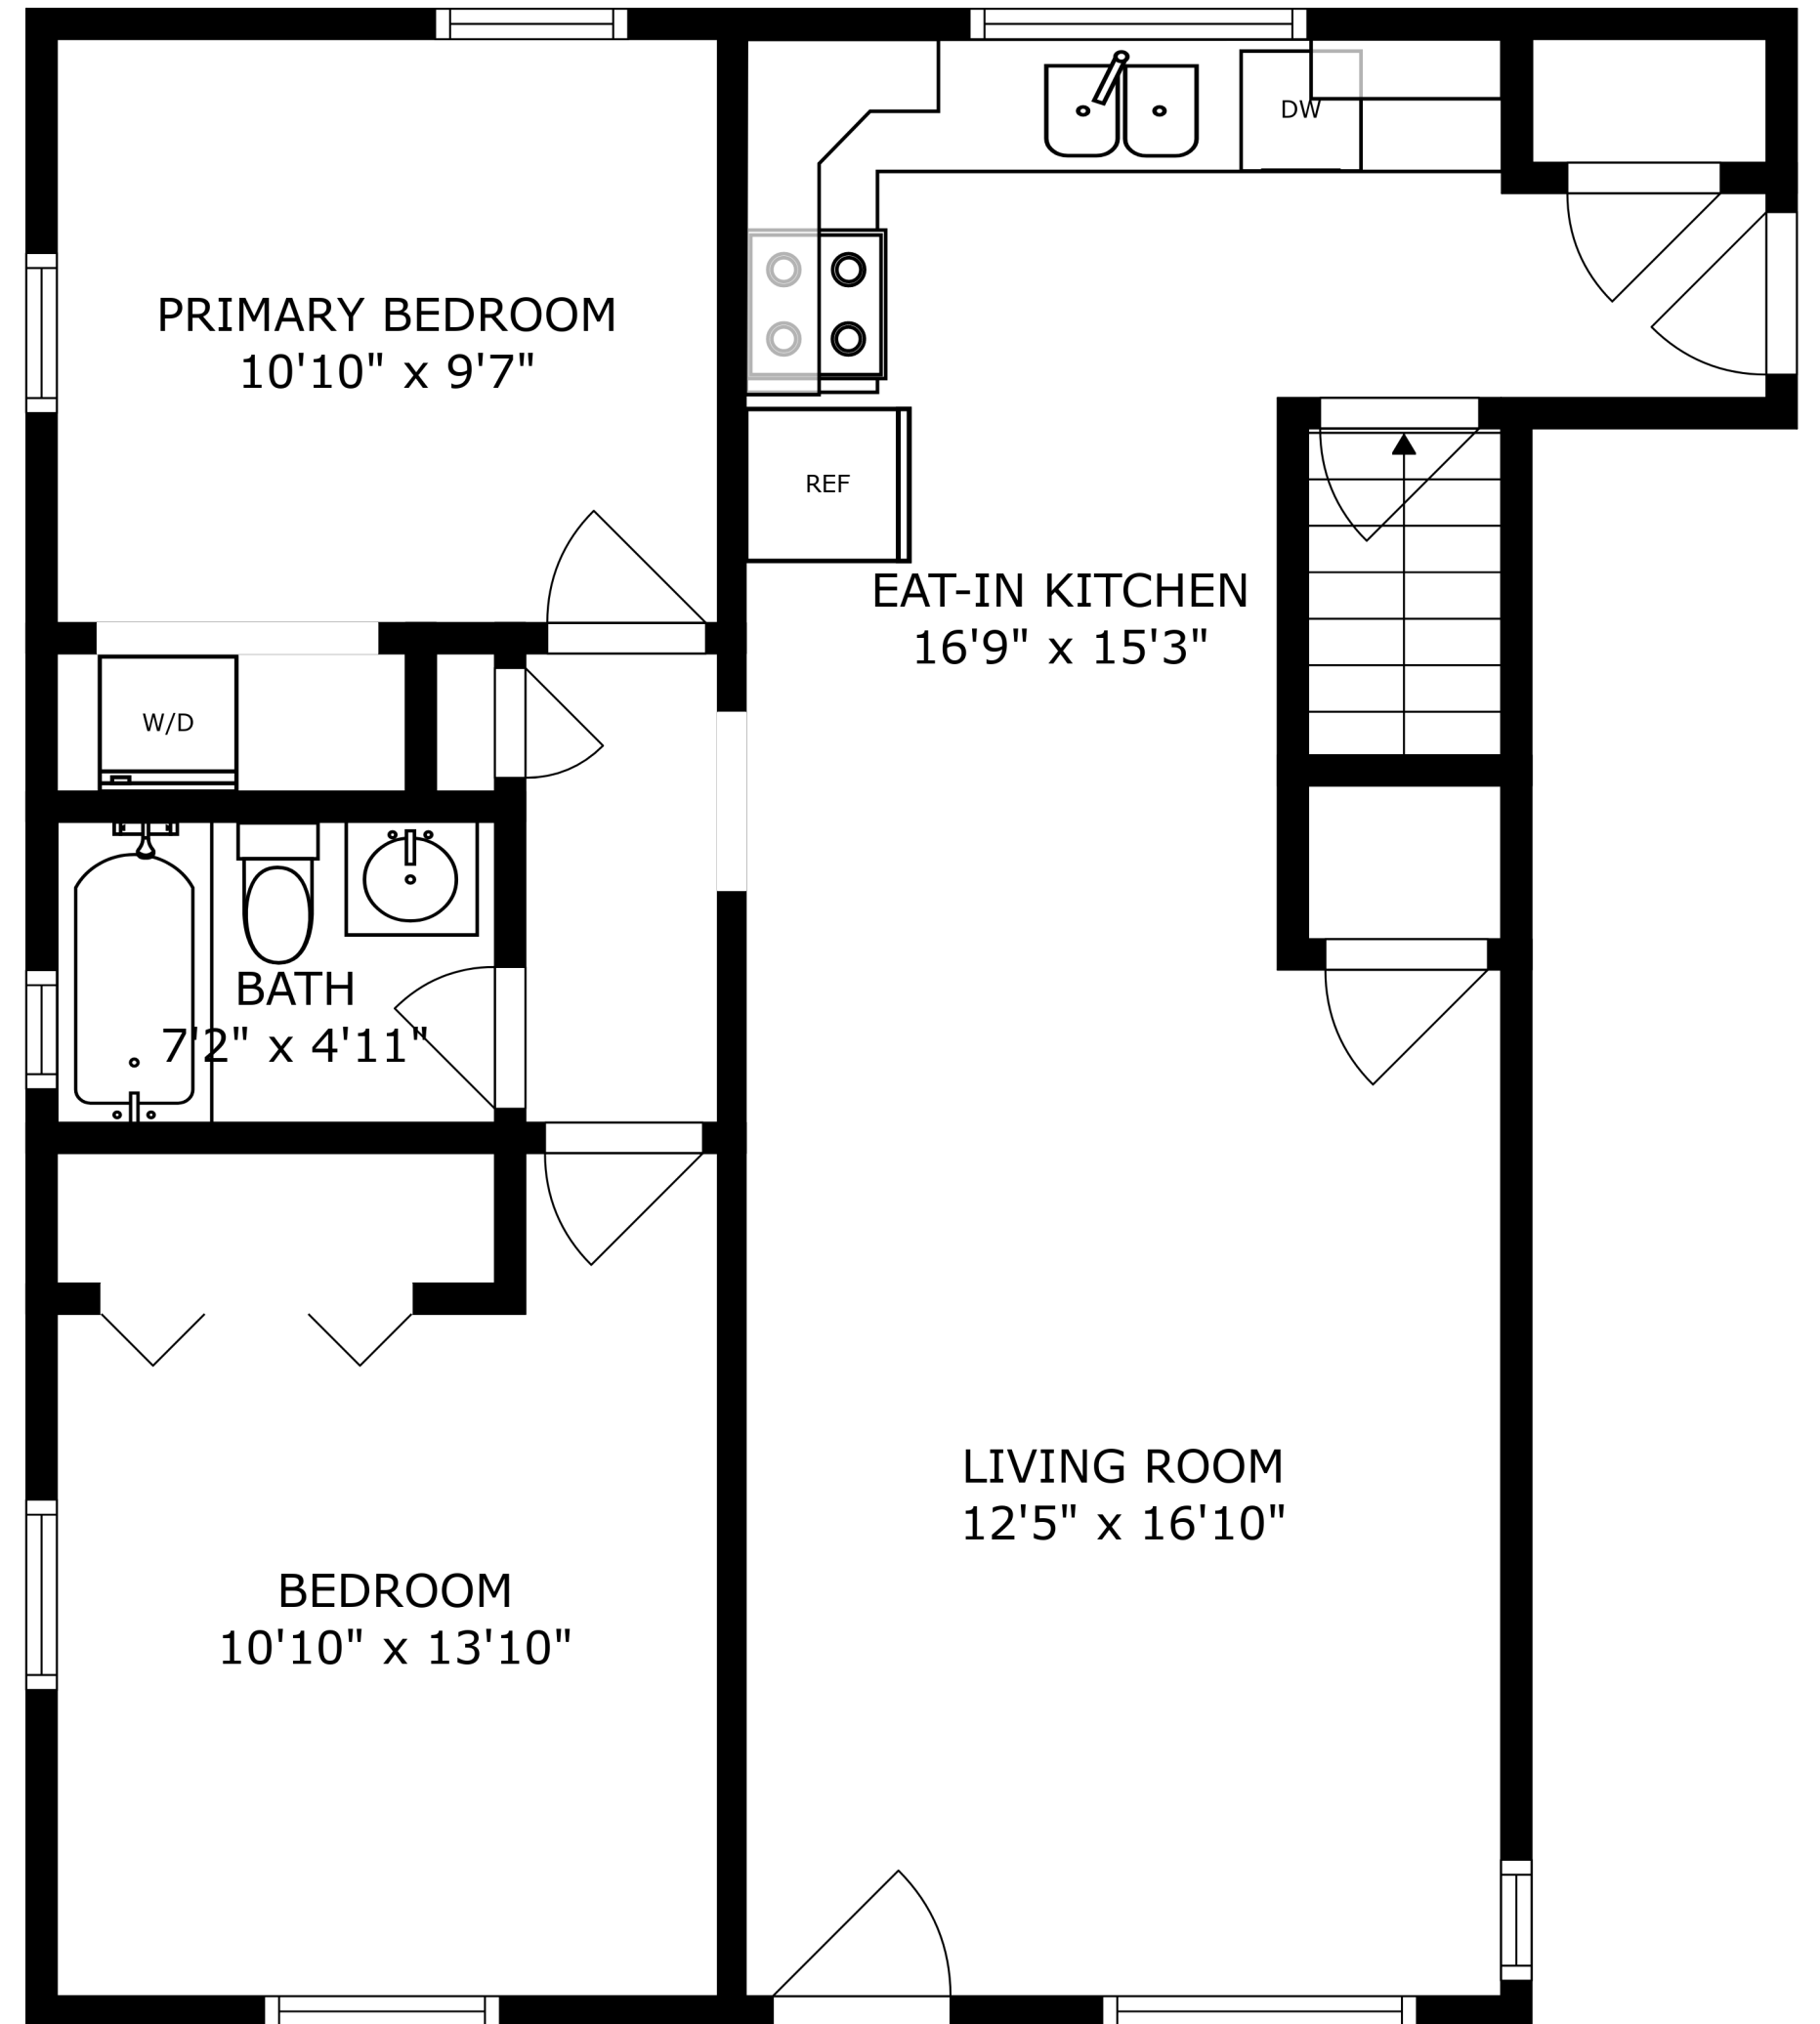 DW
PRIMARY BEDROOM
10'10" x 9'7"
REF
EAT-IN KITCHEN
16'9" x 15'3"
W/D
BATH
7'2" x 4'11"
LIVING ROOM
12'5" x 16'10"
BEDROOM
10'10" x 13'10"